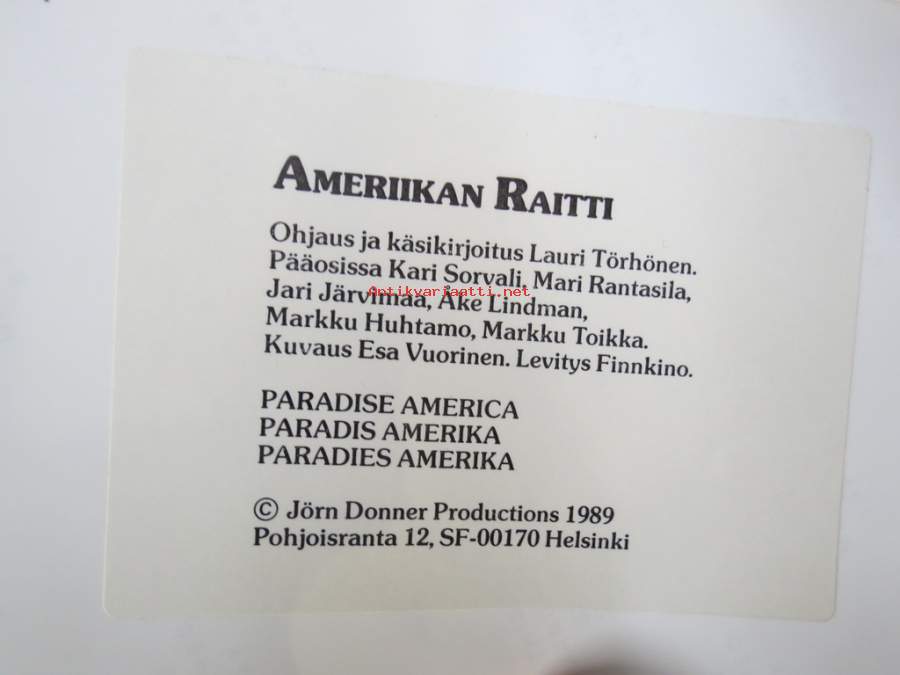 AMERIIKAN RAITTI
Ohjaus ja käsikirjoitus Lauri Törhönen.
Pääosissa Kari Sorvali, Mari Rantasila,
Antikvariaatti.net
Jari Järvimaa, Åke Lindman,
Markku Huhtamo, Markku Toikka.
Kuvaus Esa Vuorinen. Levitys Finnkino.
PARADISE AMERICA
PARADIS AMERIKA
PARADIES AMERIKA
© Jörn Donner Productions 1989
Pohjoisranta 12, SF-00170 Helsinki